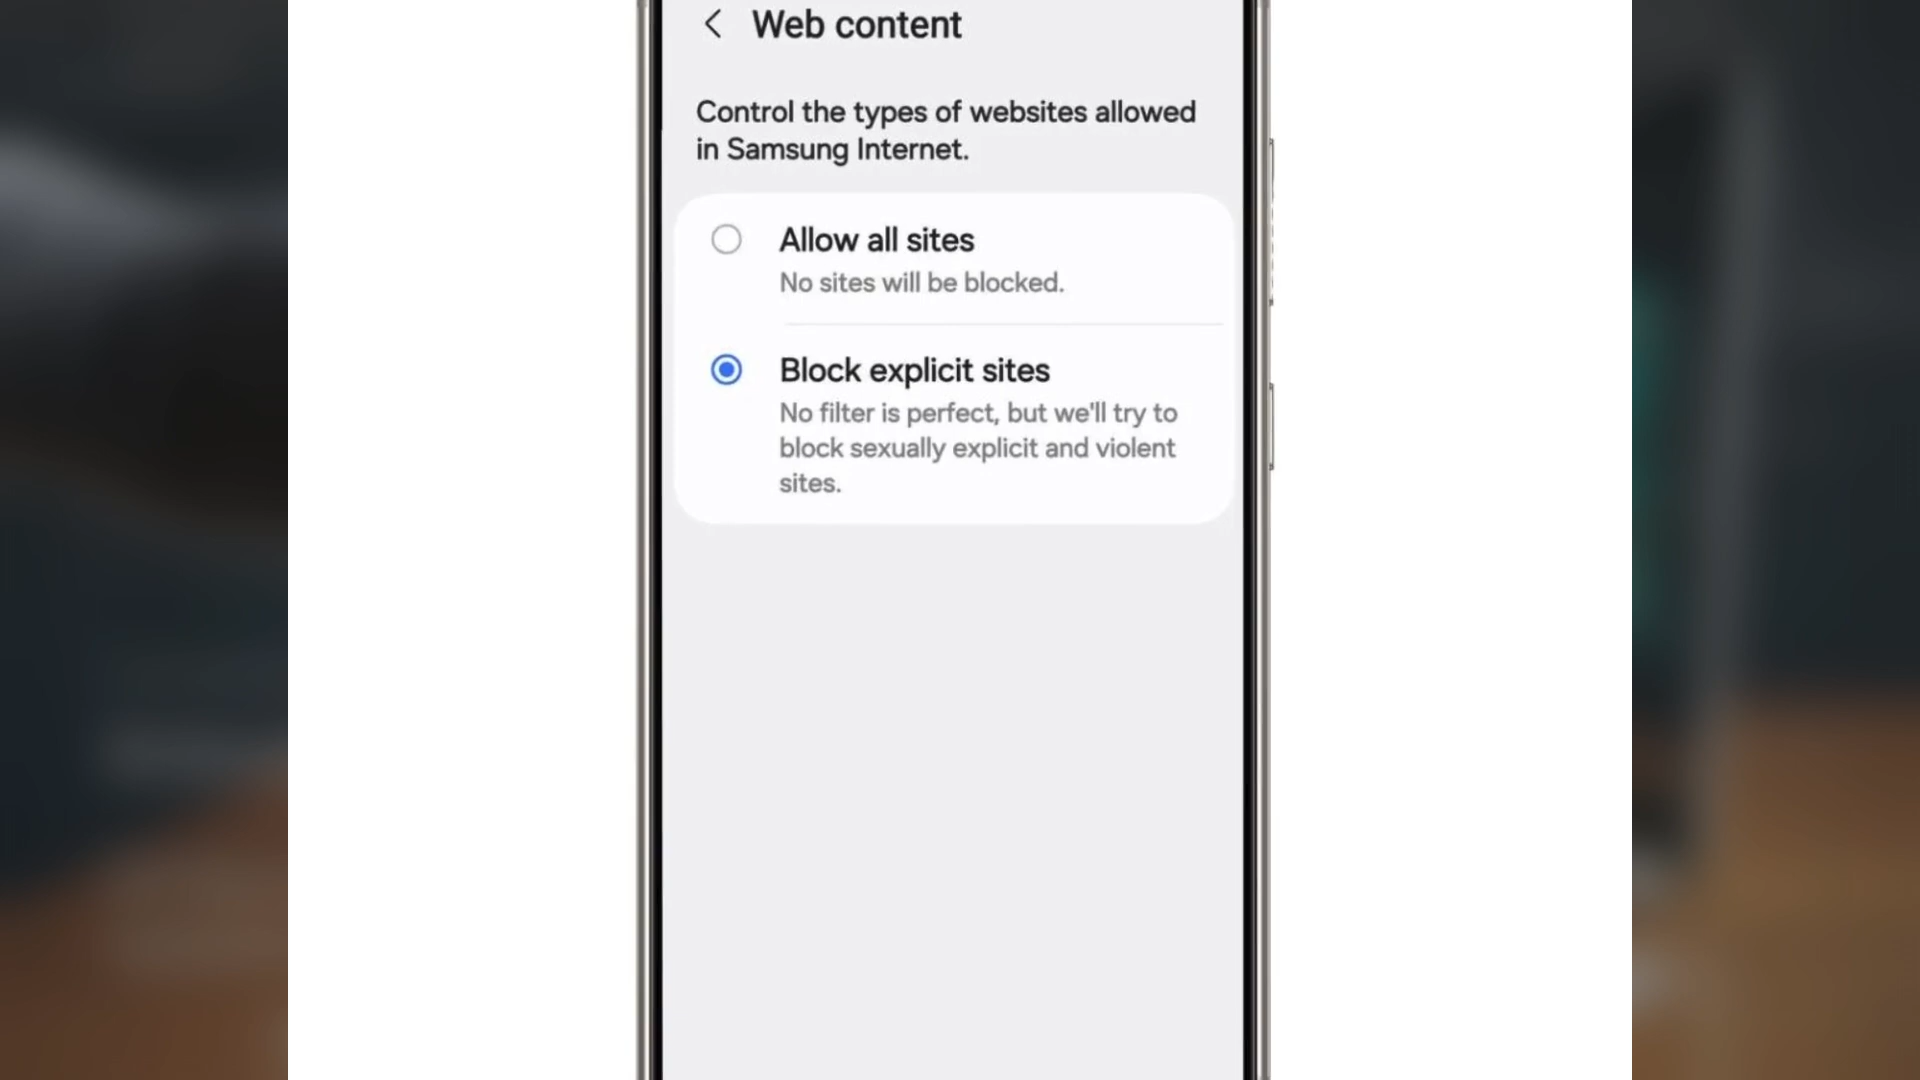 Web content
Control the types of websites allowed
in Samsung Internet.
Allow all sites
No sites will be blocked.
Block explicit sites
No filter is perfect, but we'll try to
block sexually explicit and violent
sites.